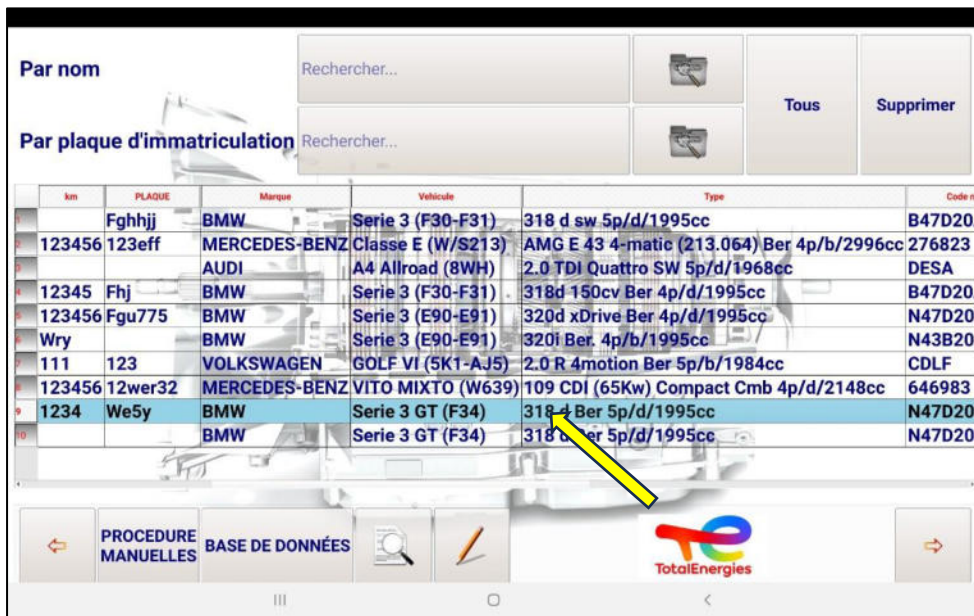 Par nom
Rechercher...
Tous
Supprimer
Par plaque d'immatriculation
Rechercher...
km PLAQUE Marque Vehicule Type Code n
1 Fghhjj BMW Serie 3 (F30-F31) 318 d sw 5p/d/1995cc B47D20
2 123456 123eff MERCEDES-BENZ Classe E (W/S213) AMG E 43 4-matic (213.064) Ber 4p/b/2996cc 276823
3 AUDI A4 Allroad (8WH) 2.0 TDI Quattro SW 5p/d/1968cc DESA
4 12345 Fhj BMW Serie 3 (F30-F31) 318d 150cv Ber 4p/d/1995cc B47D20
5 123456 Fgu775 BMW Serie 3 (E90-E91) 320d xDrive Ber 4p/d/1995cc N47D20
6 Wry BMW Serie 3 (E90-E91) 320i Ber. 4p/b/1995cc N43B20
7 111 123 VOLKSWAGEN GOLF VI (5K1-AJ5) 2.0 R 4motion Ber 5p/b/1984cc CDLF
8 123456 12wer32 MERCEDES-BENZ VITO MIXTO (W639) 109 CDI (65Kw) Compact Cmb 4p/d/2148cc 646983
9 1234 We5y BMW Serie 3 GT (F34) 318 d Ber 5p/d/1995cc N47D20
10 BMW Serie 3 GT (F34) 318 d Ber 5p/d/1995cc N47D20
PROCEDURE
MANUELLES
BASE DE DONNÉES
TotalEnergies